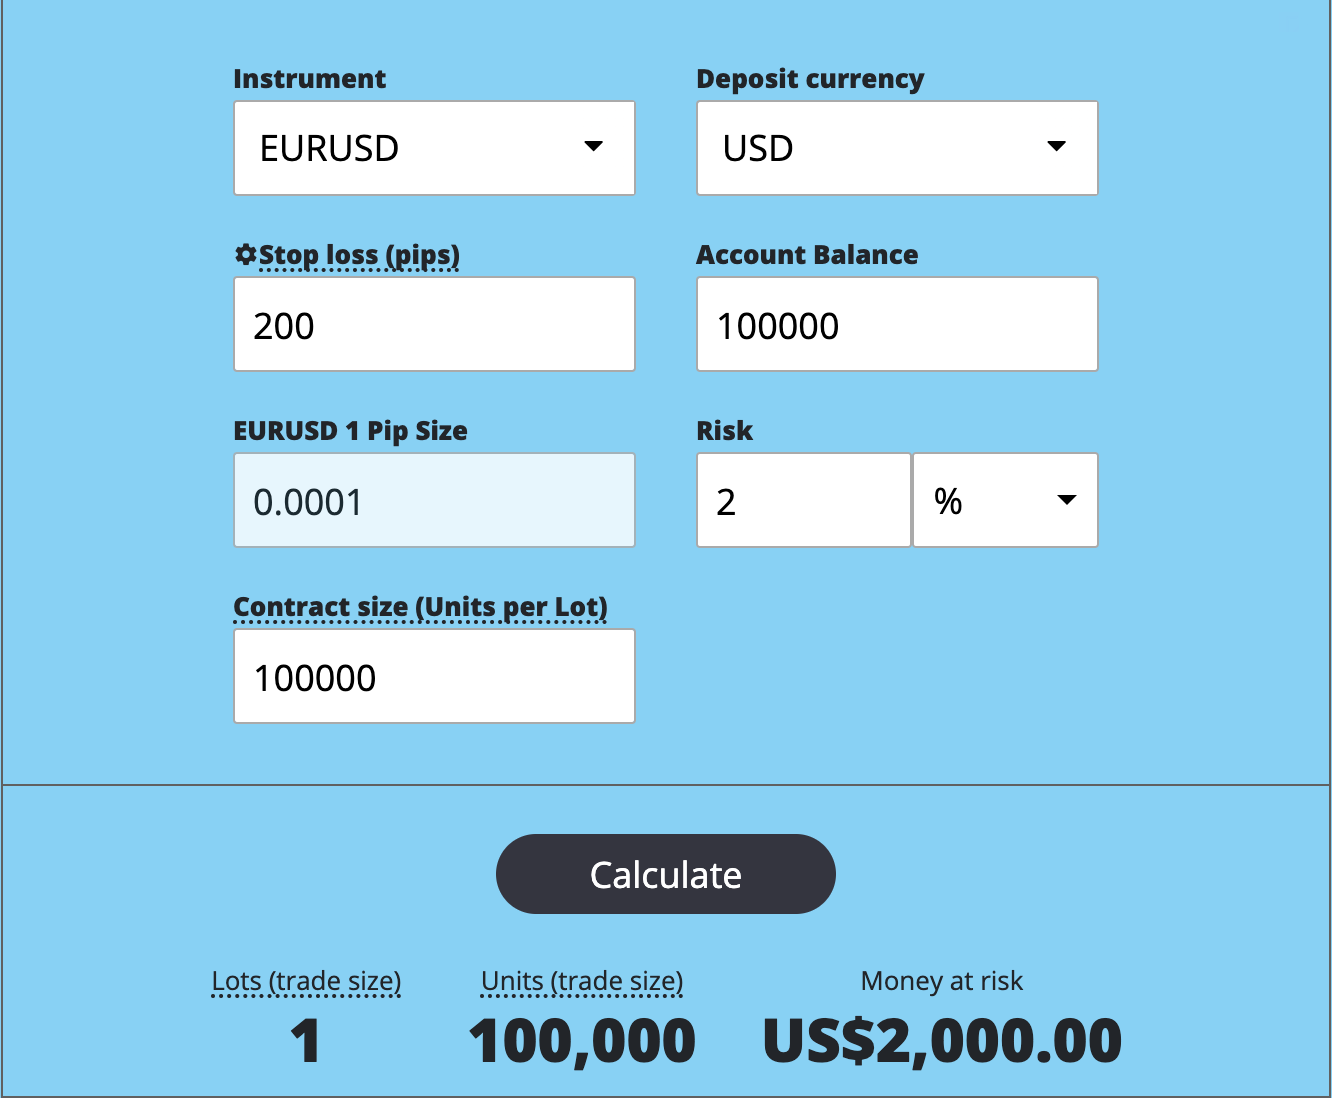 Instrument
Deposit currency
EURUSD
USD
Stop loss (pips)
Account Balance
200
100000
EURUSD 1 Pip Size
Risk
0.0001
2
%
Contract size (Units per Lot)
100000
Calculate
Lots (trade size)
Units (trade size)
Money at risk
1
100,000
US$2,000.00